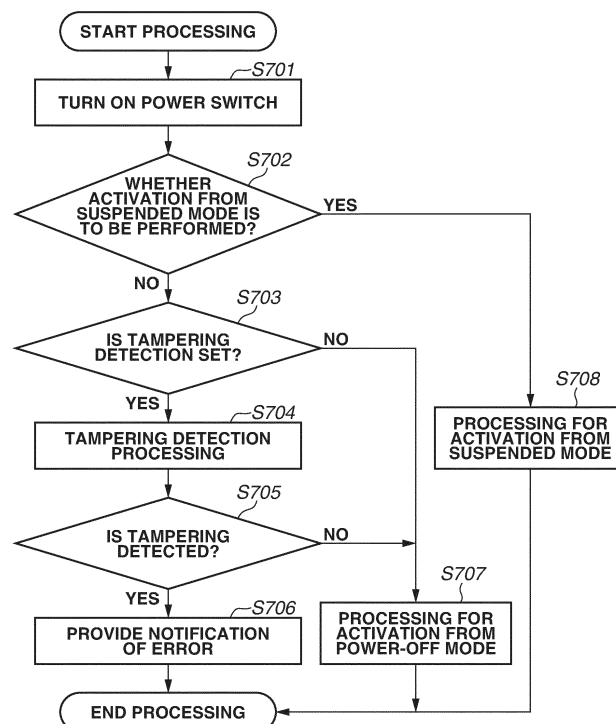 START PROCESSING
S701
TURN ON POWER SWITCH
S702
WHETHER
ACTIVATION FROM
SUSPENDED MODE IS
TO BE PERFORMED?
YES
NO
S703
IS TAMPERING
DETECTION SET?
NO
YES
S704
TAMPERING DETECTION
PROCESSING
S708
PROCESSING FOR
ACTIVATION FROM
SUSPENDED MODE
S705
IS TAMPERING
DETECTED?
NO
YES
S706
PROVIDE NOTIFICATION
OF ERROR
S707
PROCESSING FOR
ACTIVATION FROM
POWER-OFF MODE
END PROCESSING